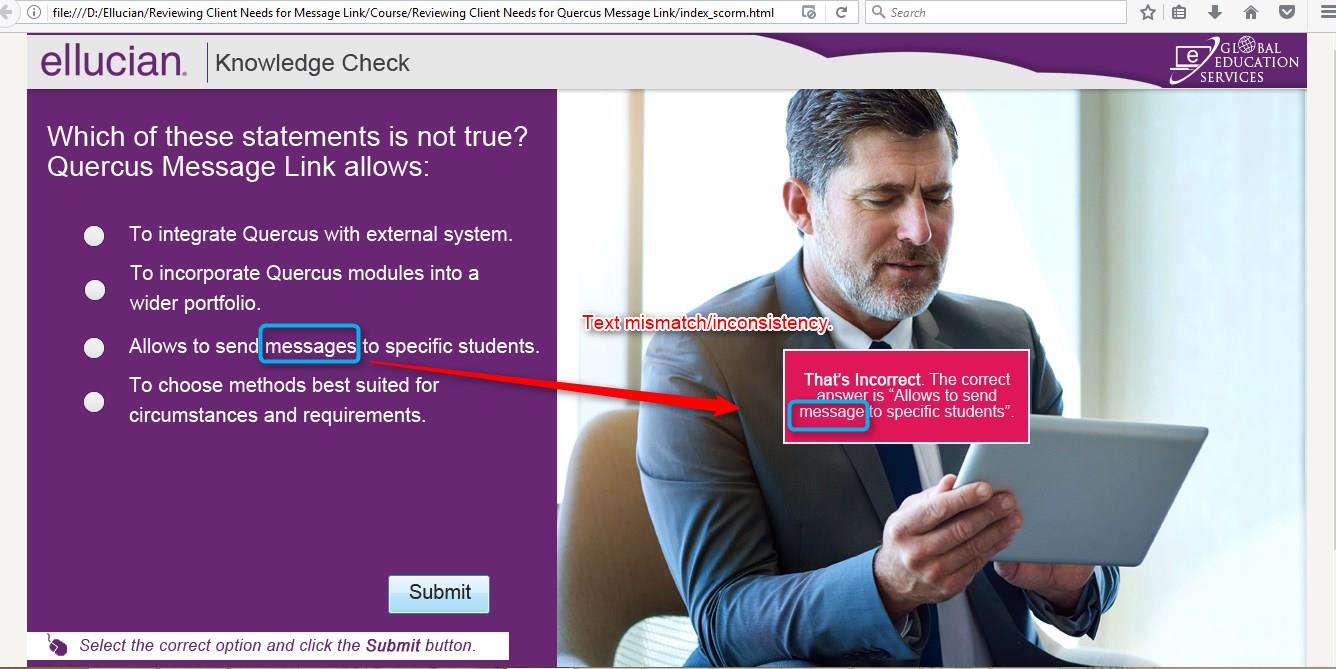 file:///D:/Ellucian/Reviewing Client Needs for Message Link/Course/Reviewing Client Needs for Quercus Message Link/index_scorm.html
Search
ellucian.
Knowledge Check
e
GLOBAL
EDUCATION
SERVICES
Which of these statements is not true?
Quercus Message Link allows:
To integrate Quercus with external system.
To incorporate Quercus modules into a
wider portfolio.
Allows to send messages to specific students.
To choose methods best suited for
circumstances and requirements.
Text mismatch/inconsistency.
That's Incorrect. The correct
answer is “Allows to send
message to specific students”.
Submit
Select the correct option and click the Submit button.